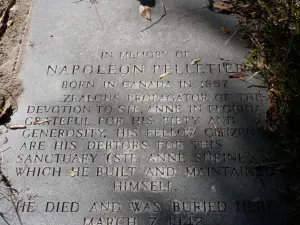 IN MEMORY OF
NAPOLEON PELLETIER
BORN IN CANADA IN 1857
ZEALOUS PROPAGATOR OF THIS
DEVOTION TO STE. ANNE IN FLORIDA
GRATEFUL FOR HIS PIETY AND
GENEROSITY, HIS FELLOW CITIZENS
ARE HIS DEBTORS FOR THIS
SANCTUARY (STE. ANNE SHRINE),
WHICH HE BUILT AND MAINTAINED
HIMSELF.
HE DIED AND WAS BURIED HERE
MARCH 7, 1942